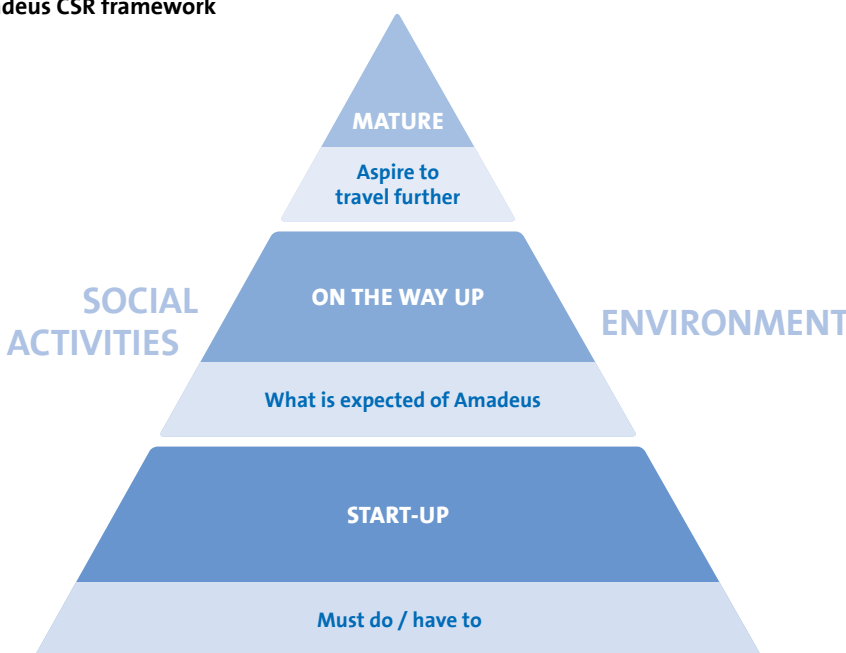 deus CSR framework
MATURE
Aspire to
travel further
ON THE WAY UP
SOCIAL
ACTIVITIES
ENVIRONMENT
What is expected of Amadeus
START-UP
Must do / have to